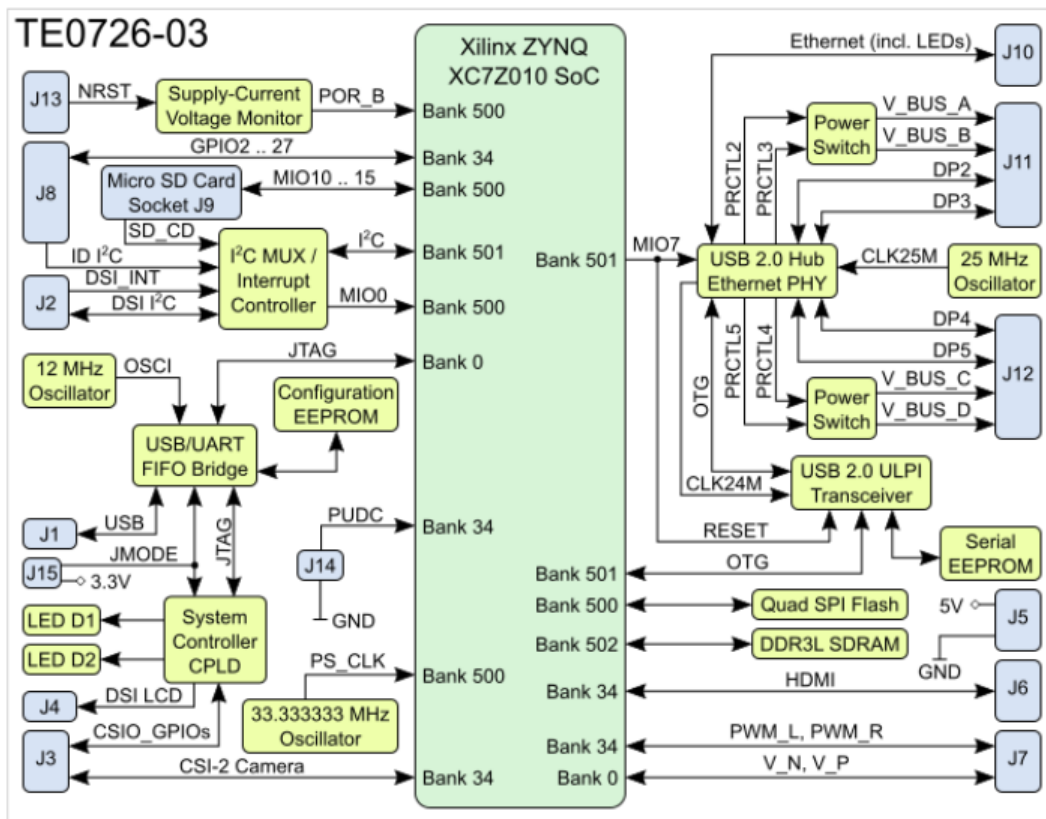 TE0726-03
Xilinx ZYNQ
XC7Z010 SoC
J13
NRST
Supply-Current
Voltage Monitor
POR_B
Bank 500
J8
GPIO2 .. 27
Bank 34
Micro SD Card
Socket J9
MIO10 .. 15
Bank 500
SD_CD
ID I²C
I²C MUX /
Interrupt
Controller
I²C
Bank 501
J2
DSI_INT
DSI I²C
MIO0
Bank 500
12 MHz
Oscillator
OSCI
JTAG
Bank 0
Configuration
EEPROM
USB/UART
FIFO Bridge
J1
USB
J15
JMODE
3.3V
JTAG
PUDC
Bank 34
J14
GND
LED D1
LED D2
System
Controller
CPLD
J4
DSI LCD
PS_CLK
Bank 500
33.333333 MHz
Oscillator
J3
CSIO_GPIOs
CSI-2 Camera
Bank 34
Ethernet (incl. LEDs)
J10
PRCTL2
PRCTL3
Power
Switch
V_BUS_A
V_BUS_B
J11
DP2
DP3
Bank 501
MIO7
USB 2.0 Hub
Ethernet PHY
CLK25M
25 MHz
Oscillator
OTG
PRCTL5
PRCTL4
DP4
DP5
J12
Power
Switch
V_BUS_C
V_BUS_D
CLK24M
USB 2.0 ULPI
Transceiver
RESET
Serial
EEPROM
Bank 501
OTG
Bank 500
Quad SPI Flash
5V
J5
GND
Bank 502
DDR3L SDRAM
Bank 34
HDMI
J6
Bank 34
PWM_L, PWM_R
J7
Bank 0
V_N, V_P